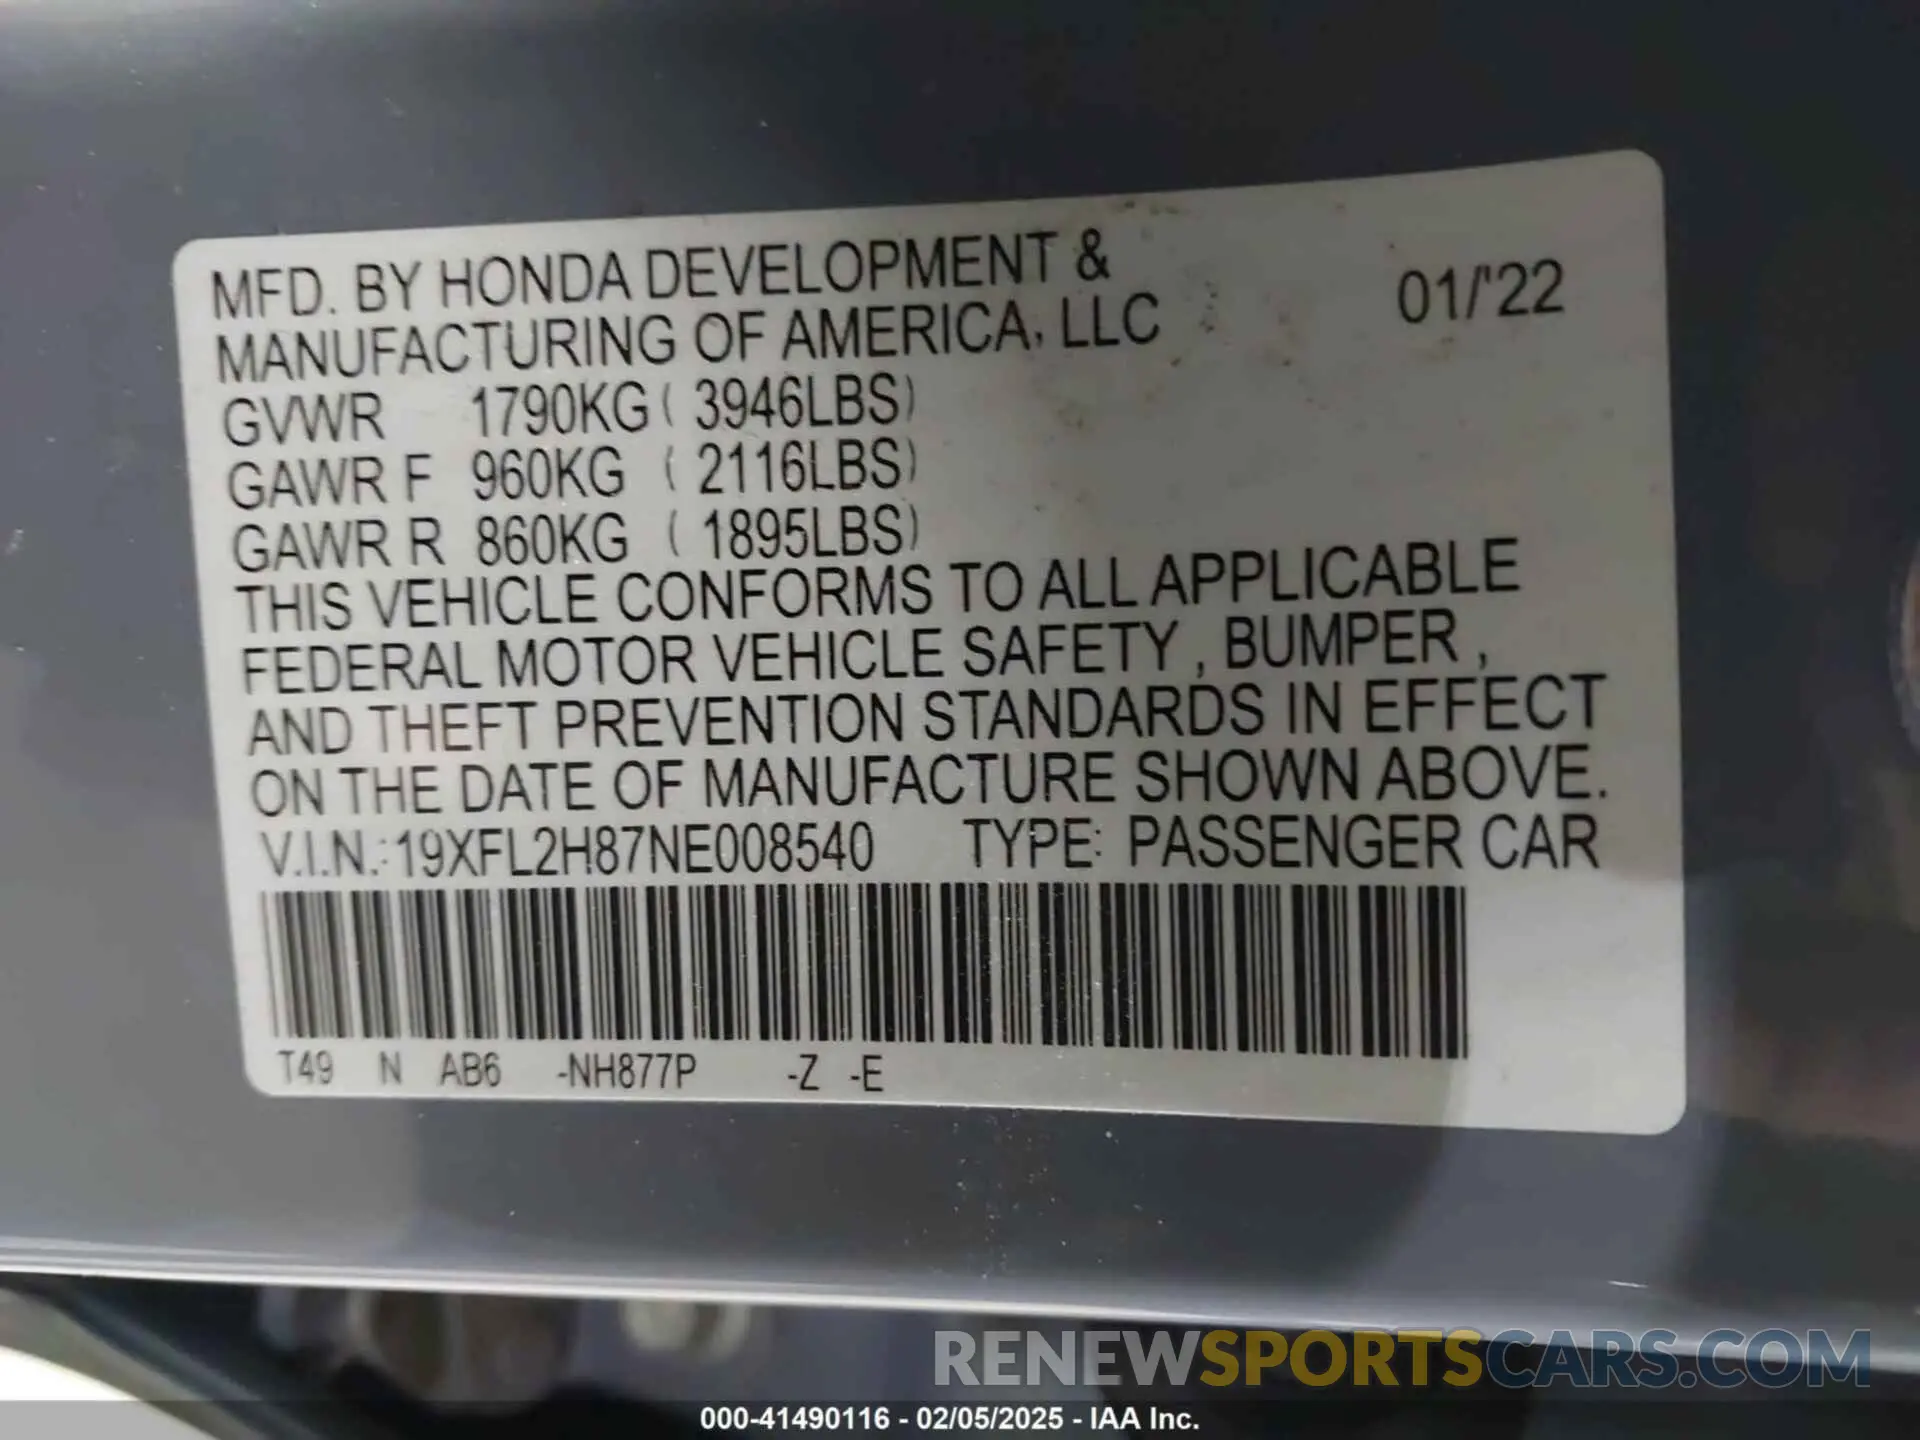 MFD. BY HONDA DEVELOPMENT &
MANUFACTURING OF AMERICA, LLC 01/'22
GVWR 1790KG ( 3946LBS)
GAWR F 960KG ( 2116LBS)
GAWR R 860KG ( 1895LBS)
THIS VEHICLE CONFORMS TO ALL APPLICABLE
FEDERAL MOTOR VEHICLE SAFETY , BUMPER ,
AND THEFT PREVENTION STANDARDS IN EFFECT
ON THE DATE OF MANUFACTURE SHOWN ABOVE.
V.I.N.: 19XFL2H87NE008540 TYPE: PASSENGER CAR
T49 N AB6 -NH877P -Z -E
RENEWSPORTSCARS.COM
000-41490116 - 02/05/2025 - IAA Inc.